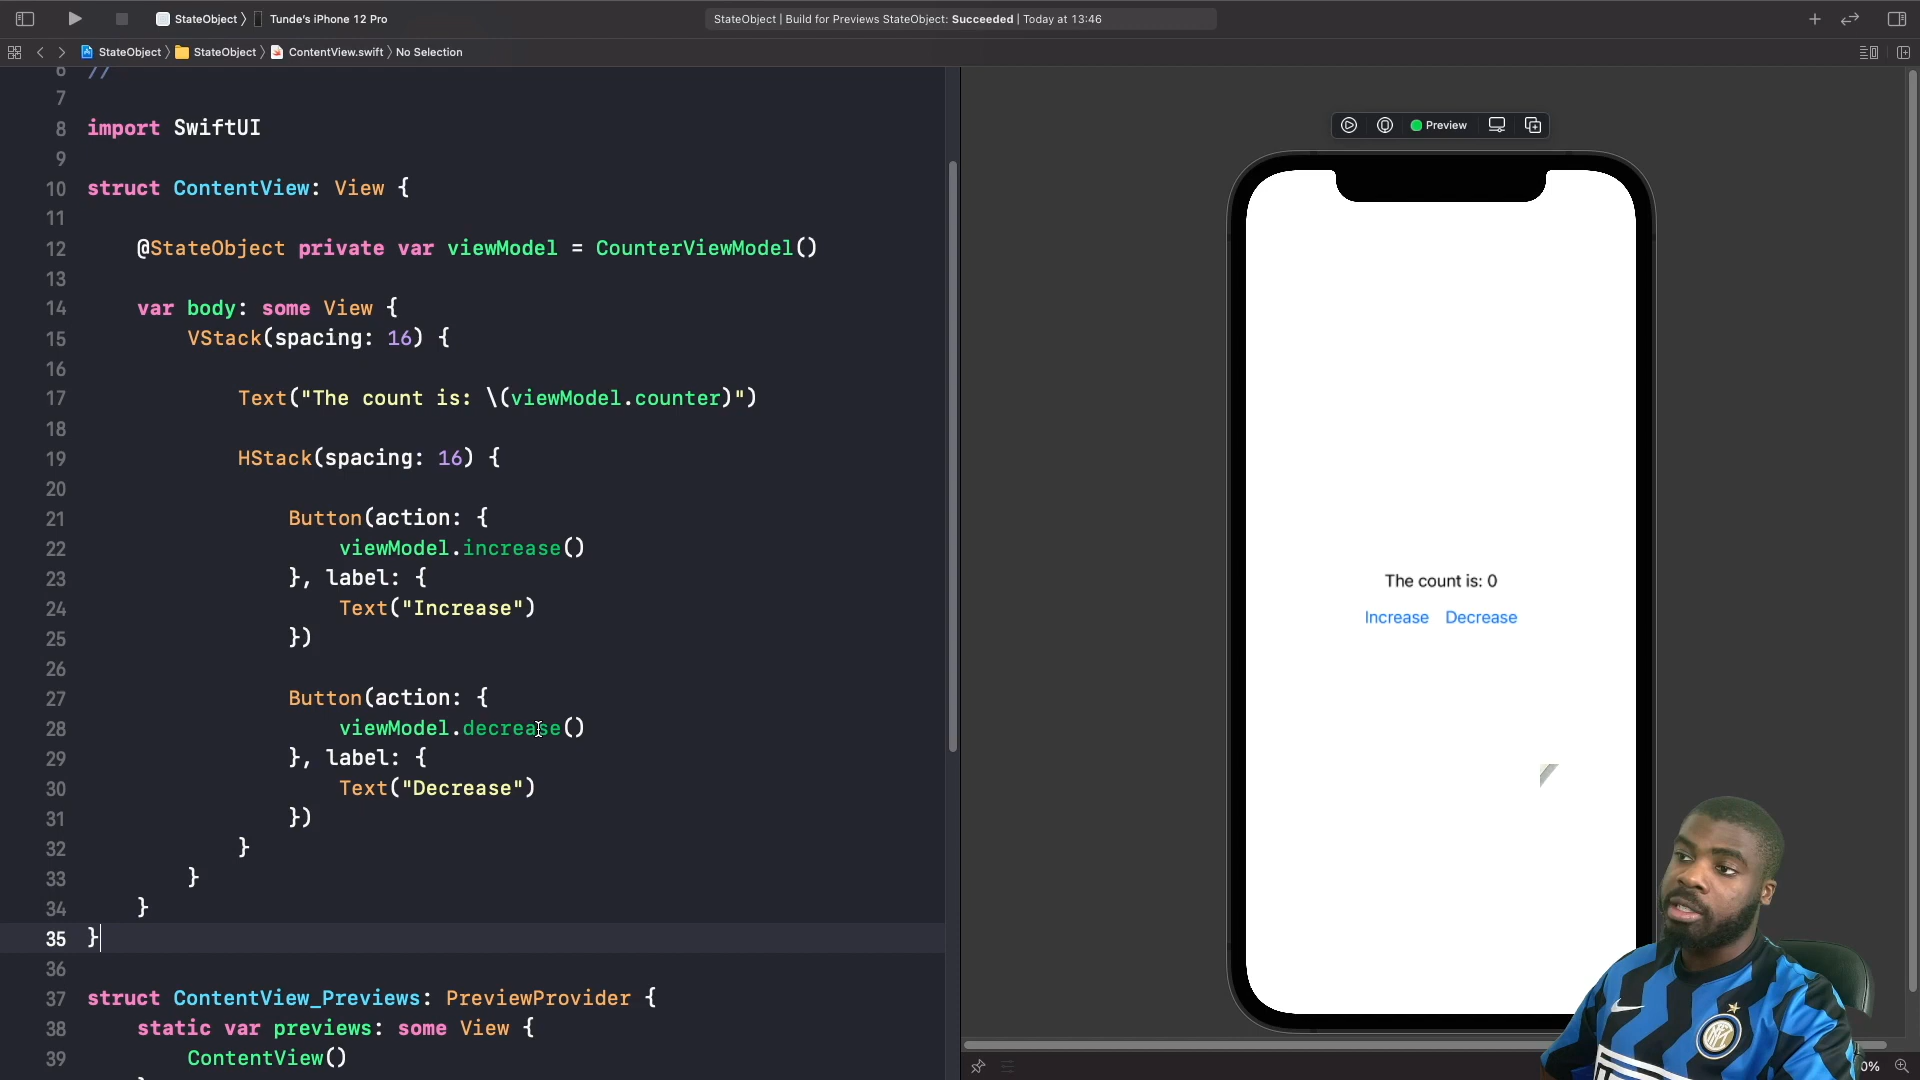 StateObject 〉 Tunde's iPhone 12 Pro
StateObject | Build for Previews StateObject: Succeeded | Today at 13:46
StateObject 〉 StateObject 〉 ContentView.swift 〉 No Selection
6 //
7
8 import SwiftUI
9
10 struct ContentView: View {
11
12 @StateObject private var viewModel = CounterViewModel()
13
14 var body: some View {
15 VStack(spacing: 16) {
16
17 Text("The count is: \(viewModel.counter)")
18
19 HStack(spacing: 16) {
20
21 Button(action: {
22 viewModel.increase()
23 }, label: {
24 Text("Increase")
25 })
26
27 Button(action: {
28 viewModel.decrease()
29 }, label: {
30 Text("Decrease")
31 })
32 }
33 }
34 }
35 }
36
37 struct ContentView_Previews: PreviewProvider {
38 static var previews: some View {
39 ContentView()
Preview
The count is: 0
Increase Decrease
0%